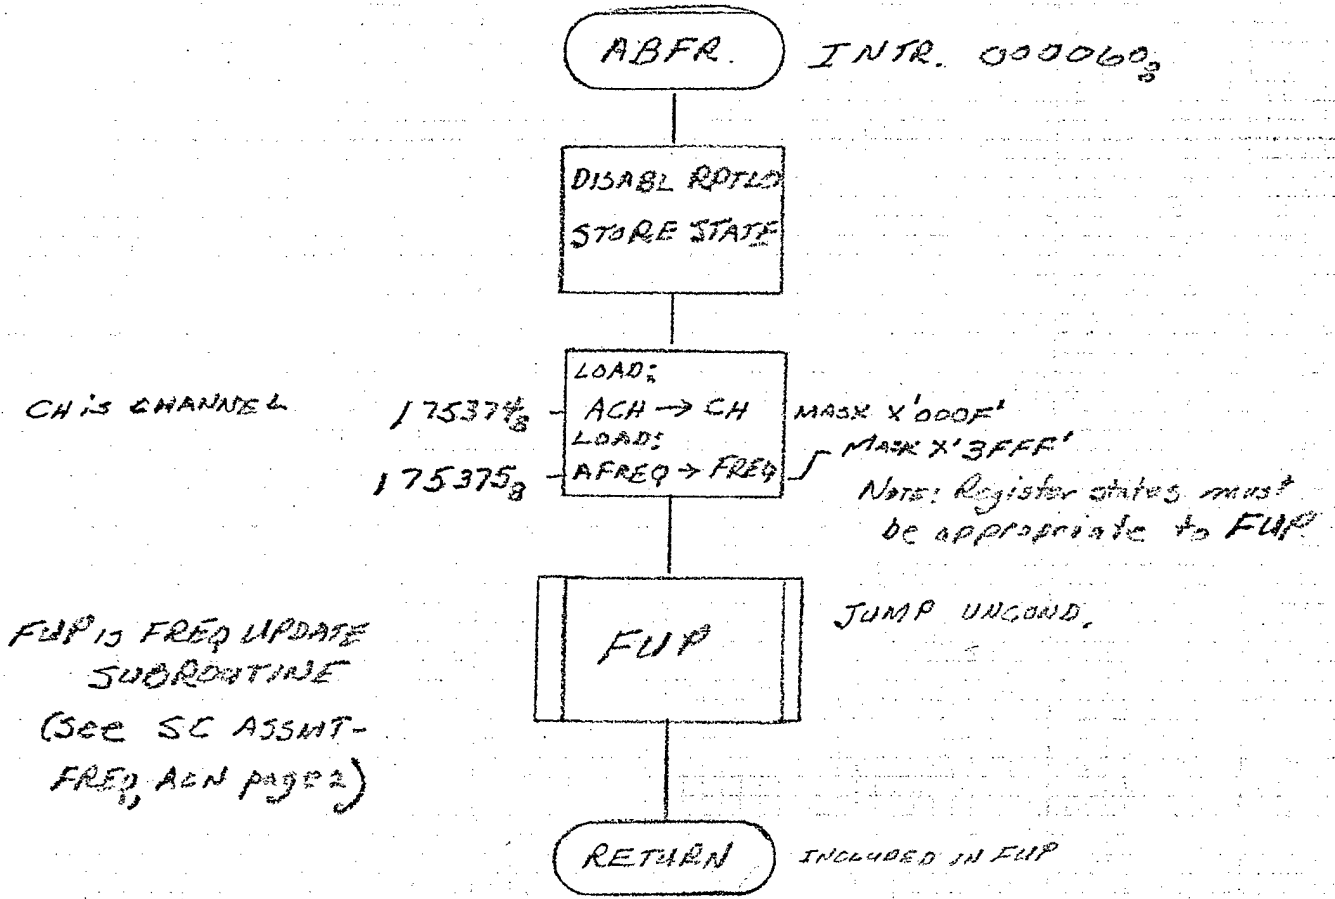 ABFR. INTR. 000060₈
DISABL RPTLD
STORE STATE
LOAD:
CH is CHANNEL 175374₈ ACH → CH MASK X'000F'
LOAD:
175375₈ AFREQ → FREQ MASK X'3FFF'
Note: Register states must
be appropriate to FUP
FUP JUMP UNCOND.
FUP is FREQ UPDATE
SUBROUTINE
(See SC ASSMT-
FREQ, ACN page 2)
RETURN INCLUDED IN FUP